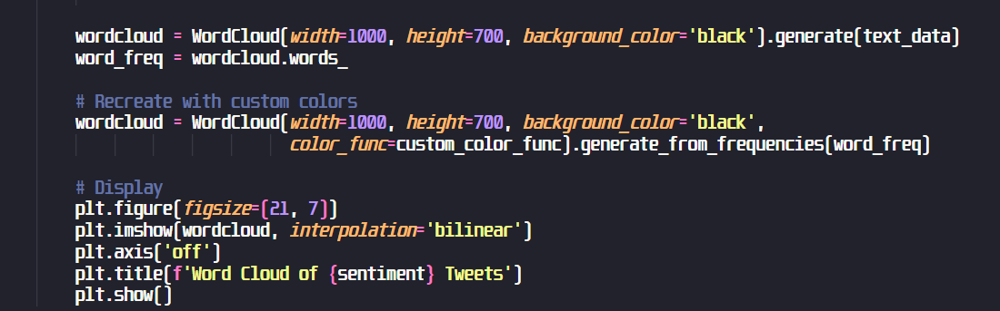 wordcloud = WordCloud(width=1000, height=700, background_color='black').generate(text_data)
word_freq = wordcloud.words_
# Recreate with custom colors
wordcloud = WordCloud(width=1000, height=700, background_color='black',
color_func=custom_color_func).generate_from_frequencies(word_freq)
# Display
plt.figure(figsize=(21, 7))
plt.imshow(wordcloud, interpolation='bilinear')
plt.axis('off')
plt.title(f'Word Cloud of {sentiment} Tweets')
plt.show()